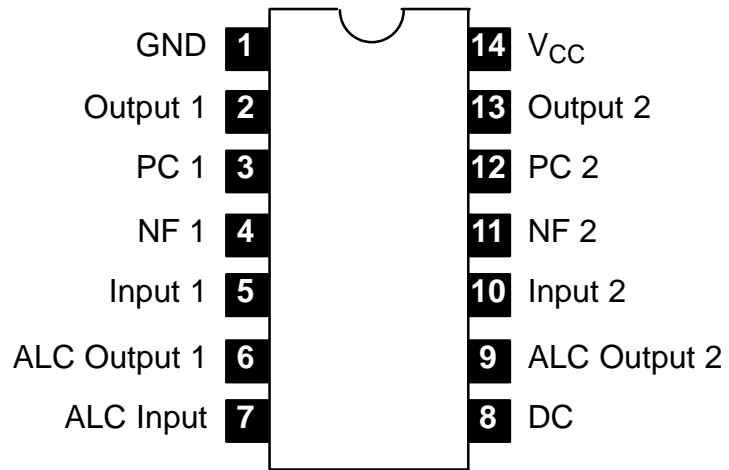 GND 1 14 VCC
Output 1 2 13 Output 2
PC 1 3 12 PC 2
NF 1 4 11 NF 2
Input 1 5 10 Input 2
ALC Output 1 6 9 ALC Output 2
ALC Input 7 8 DC